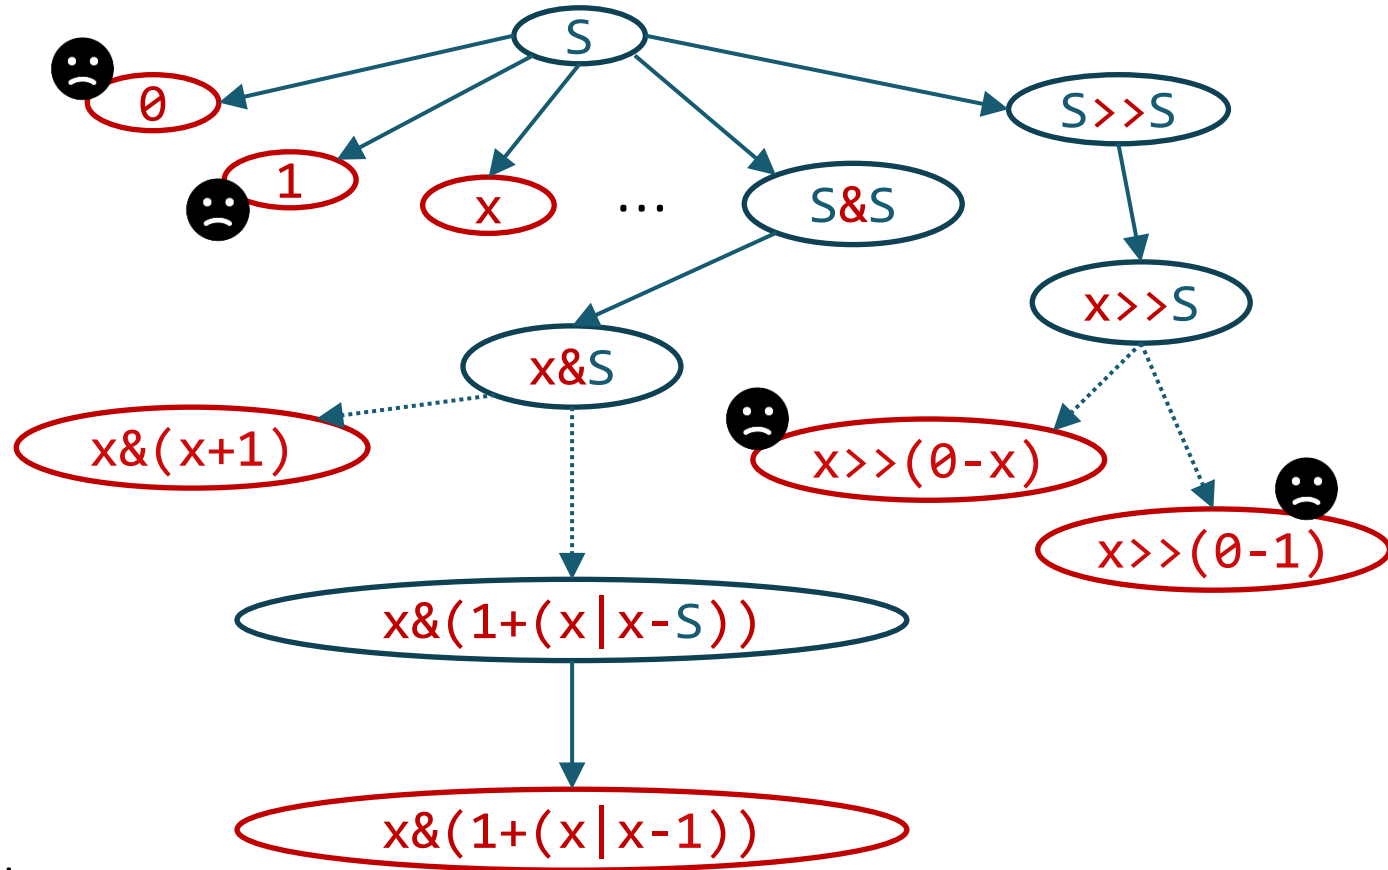 S
0
S>>S
1
x
...
S&S
x>>S
x&S
x&(x+1)
x>>(0-x)
x>>(0-1)
x&(1+(x|x-S))
x&(1+(x|x-1))
.